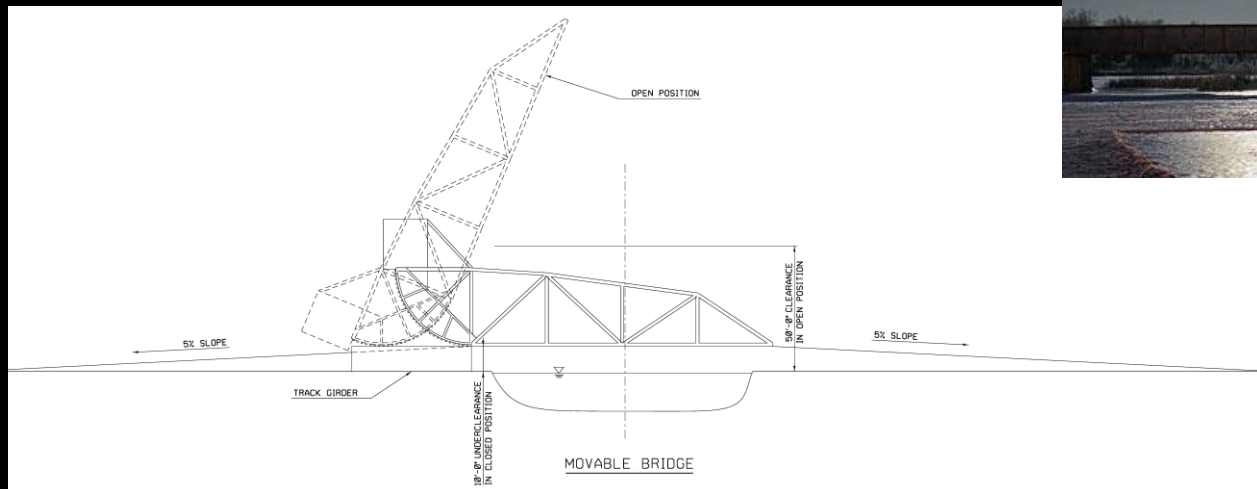 OPEN POSITION
50'-0" CLEARANCE
IN OPEN POSITION
5% SLOPE
5% SLOPE
TRACK GIRDER
10'-0" UNDERCLEARANCE
IN CLOSED POSITION
MOVABLE BRIDGE